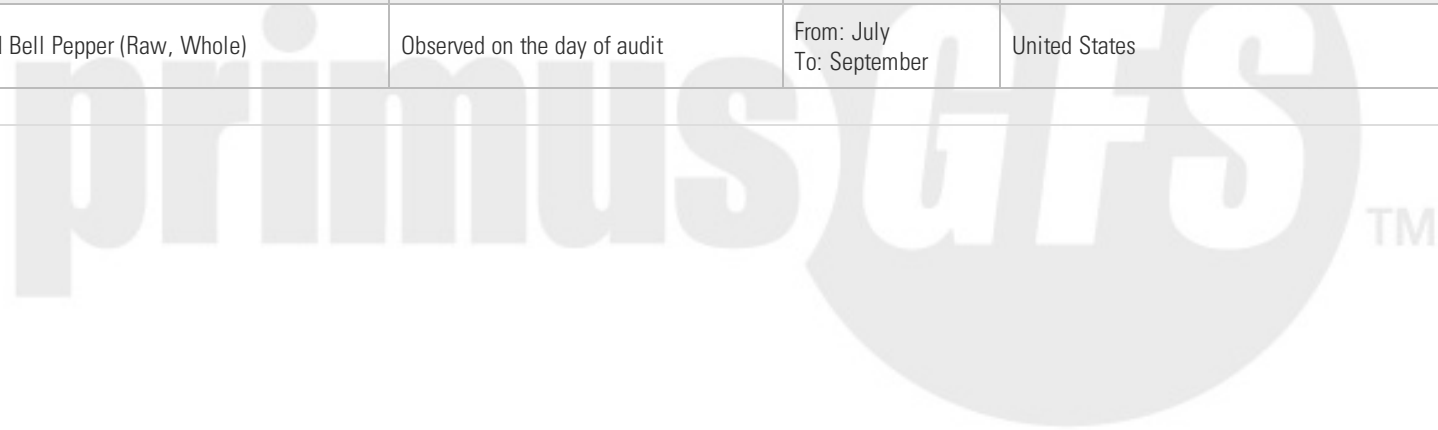 Bell Pepper (Raw, Whole) Observed on the day of audit From: July United States
To: September
primusGFS TM